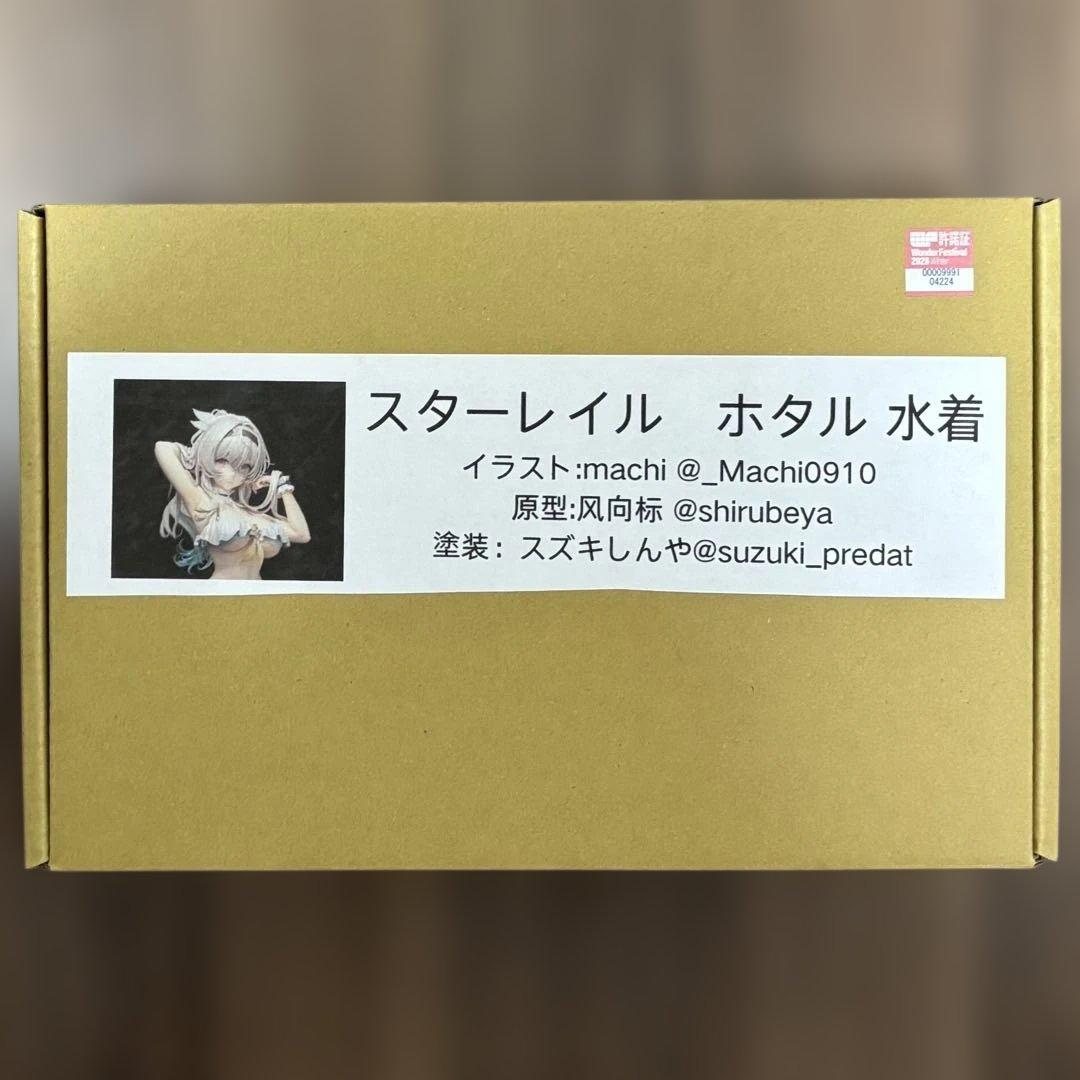 許諾証
Wonder Festival
2026 Winter
00009991
04224
スターレイル ホタル 水着
イラスト:machi @_Machi0910
原型:风向标 @shirubeya
塗装: スズキしんや@suzuki_predat